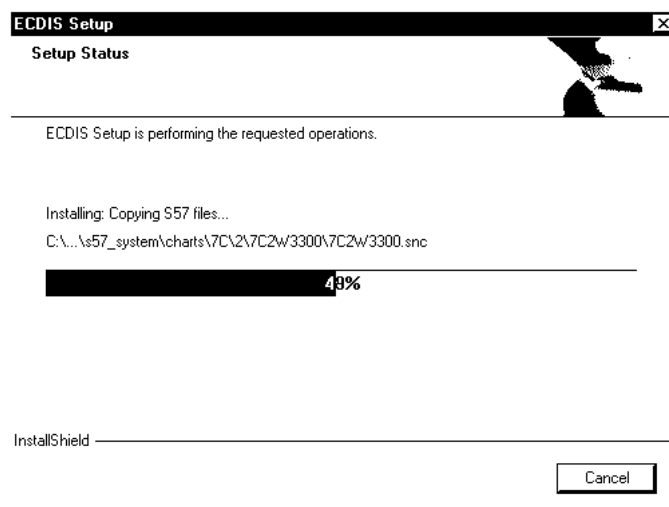 ECDIS Setup
Setup Status
ECDIS Setup is performing the requested operations.
Installing: Copying S57 files...
C:\...\s57_system\charts\7C\2\7C2W3300\7C2W3300.snc
49%
InstallShield
Cancel